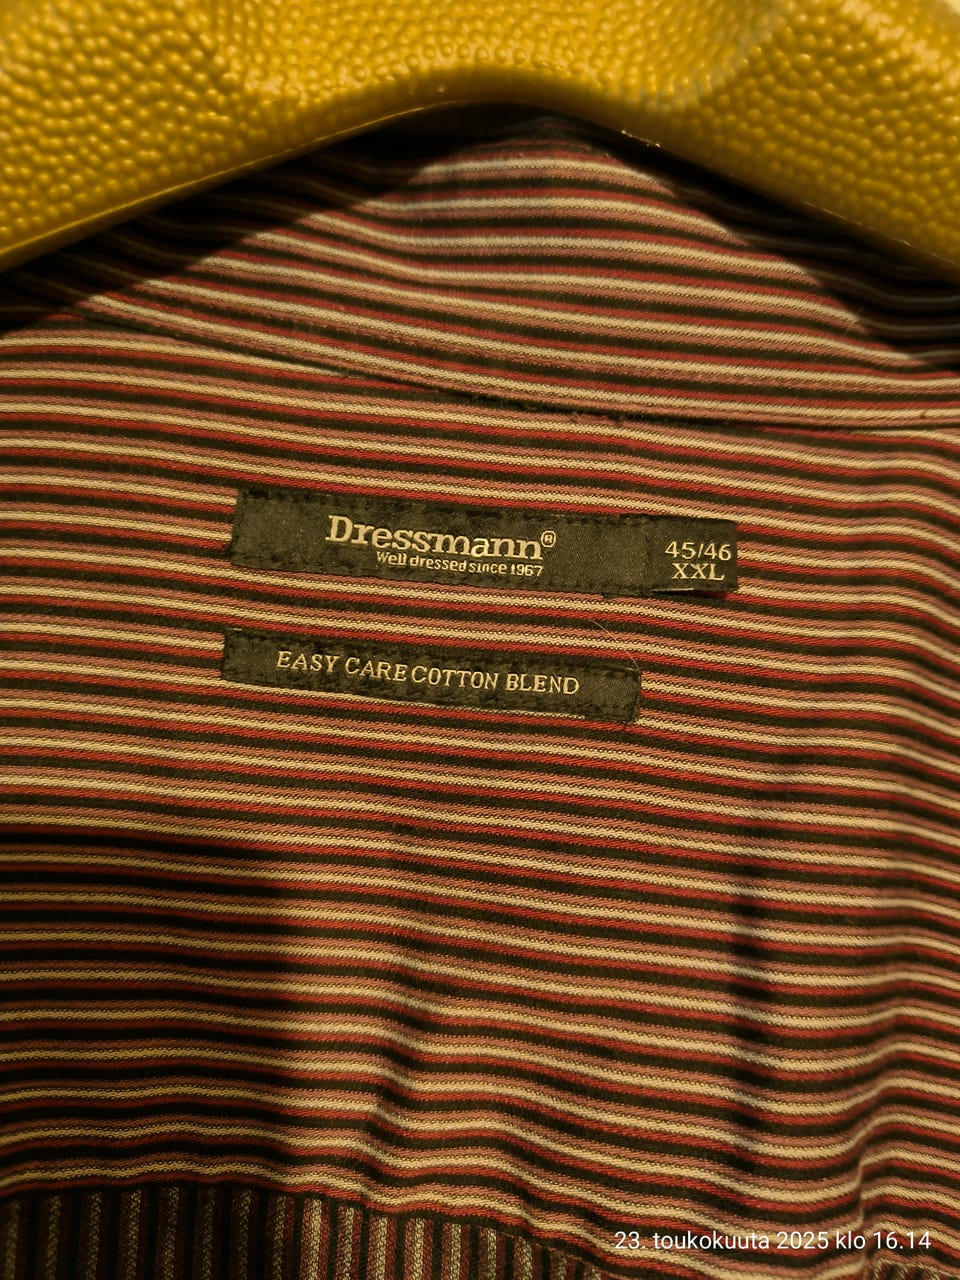 Dressmann®
Well dressed since 1967
45/46
XXL
EASY CARE COTTON BLEND
23. toukokuuta 2025 klo 16.14